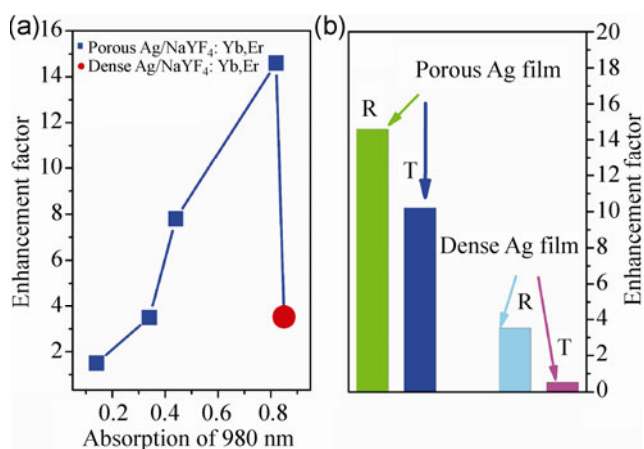 (a)
Porous Ag/NaYF₄: Yb,Er
Dense Ag/NaYF₄: Yb,Er
Enhancement factor
16
14
12
10
8
6
4
2
0.2 0.4 0.6 0.8
Absorption of 980 nm
(b)
Porous Ag film
R
T
Dense Ag film
R
T
20
18
16
14
12
10
8
6
4
2
0
Enhancement factor